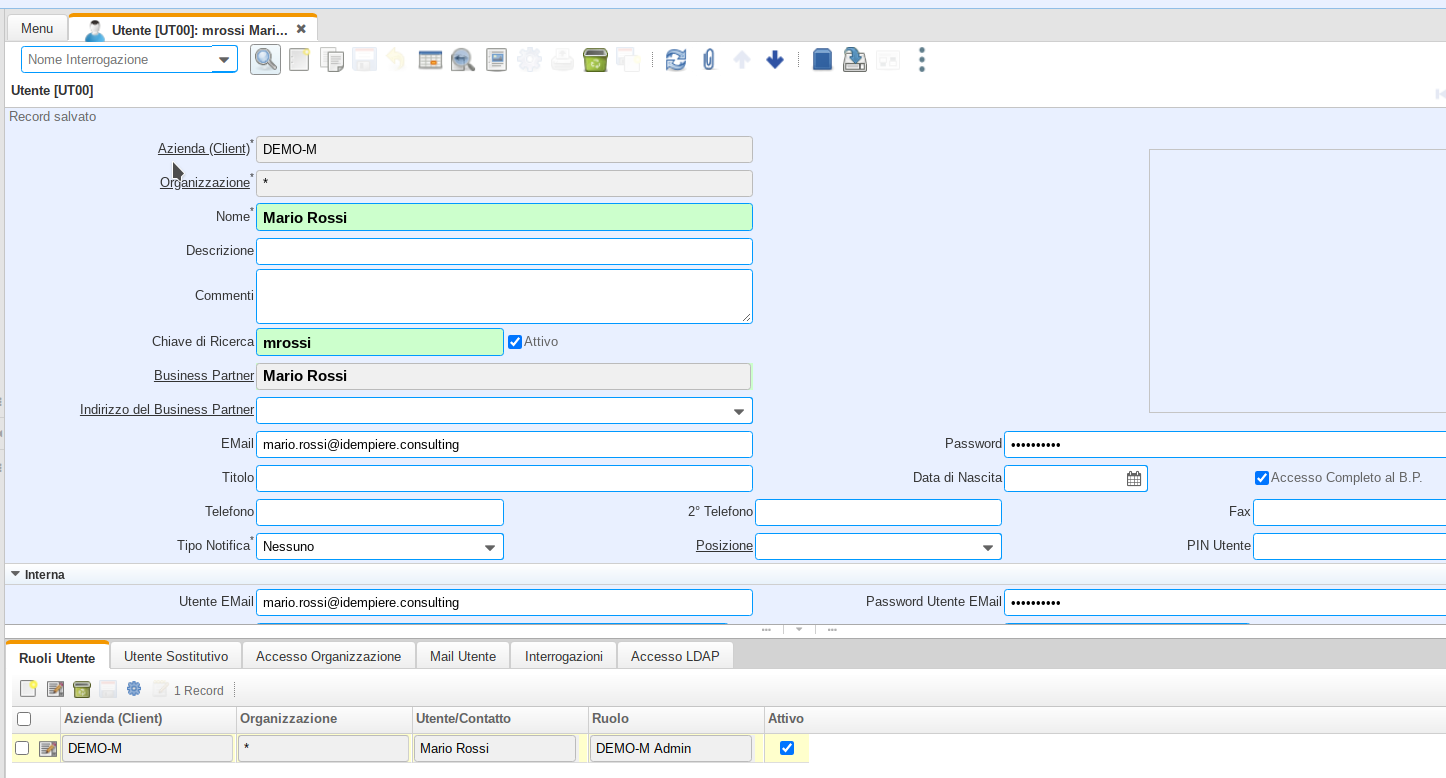 Menu
Utente [UT00]: mrossi Mari...
Nome Interrogazione
Utente [UT00]
Record salvato
Azienda (Client)* DEMO-M
Organizzazione* *
Nome* Mario Rossi
Descrizione
Commenti
Chiave di Ricerca mrossi Attivo
Business Partner Mario Rossi
Indirizzo del Business Partner
EMail mario.rossi@idempiere.consulting Password ••••••••••
Titolo Data di Nascita Accesso Completo al B.P.
Telefono 2° Telefono Fax
Tipo Notifica* Nessuno Posizione PIN Utente
Interna
Utente EMail mario.rossi@idempiere.consulting Password Utente EMail ••••••••••
Ruoli Utente Utente Sostitutivo Accesso Organizzazione Mail Utente Interrogazioni Accesso LDAP
1 Record
Azienda (Client) Organizzazione Utente/Contatto Ruolo Attivo
DEMO-M * Mario Rossi DEMO-M Admin